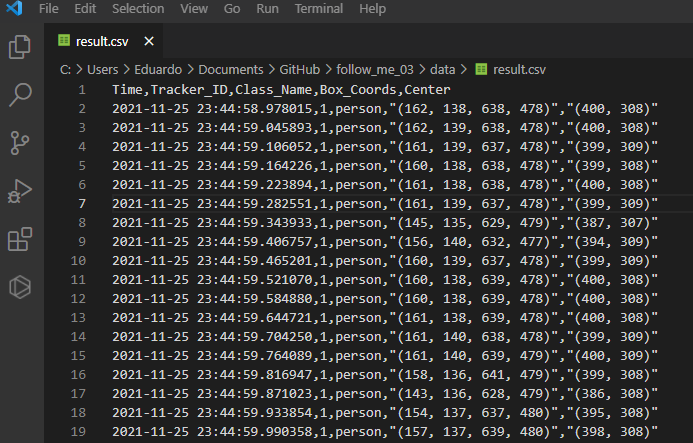 File Edit Selection View Go Run Terminal Help
result.csv
C: > Users > Eduardo > Documents > GitHub > follow_me_03 > data > result.csv
1 Time,Tracker_ID,Class_Name,Box_Coords,Center
2 2021-11-25 23:44:58.978015,1,person,"(162, 138, 638, 478)","(400, 308)"
3 2021-11-25 23:44:59.045893,1,person,"(162, 139, 638, 478)","(400, 308)"
4 2021-11-25 23:44:59.106052,1,person,"(161, 139, 637, 478)","(399, 309)"
5 2021-11-25 23:44:59.164226,1,person,"(160, 138, 638, 478)","(399, 308)"
6 2021-11-25 23:44:59.223894,1,person,"(161, 138, 638, 478)","(400, 308)"
7 2021-11-25 23:44:59.282551,1,person,"(161, 139, 637, 478)","(399, 309)"
8 2021-11-25 23:44:59.343933,1,person,"(145, 135, 629, 479)","(387, 307)"
9 2021-11-25 23:44:59.406757,1,person,"(156, 140, 632, 477)","(394, 309)"
10 2021-11-25 23:44:59.465201,1,person,"(160, 139, 637, 478)","(399, 309)"
11 2021-11-25 23:44:59.521070,1,person,"(160, 138, 639, 478)","(400, 308)"
12 2021-11-25 23:44:59.584880,1,person,"(160, 138, 639, 478)","(400, 308)"
13 2021-11-25 23:44:59.644721,1,person,"(161, 138, 639, 478)","(400, 308)"
14 2021-11-25 23:44:59.704250,1,person,"(161, 140, 638, 478)","(399, 309)"
15 2021-11-25 23:44:59.764089,1,person,"(161, 140, 639, 479)","(400, 309)"
16 2021-11-25 23:44:59.816947,1,person,"(158, 136, 641, 479)","(399, 308)"
17 2021-11-25 23:44:59.871023,1,person,"(143, 136, 628, 479)","(386, 308)"
18 2021-11-25 23:44:59.933854,1,person,"(154, 137, 637, 480)","(395, 308)"
19 2021-11-25 23:44:59.990358,1,person,"(157, 137, 639, 480)","(398, 308)"